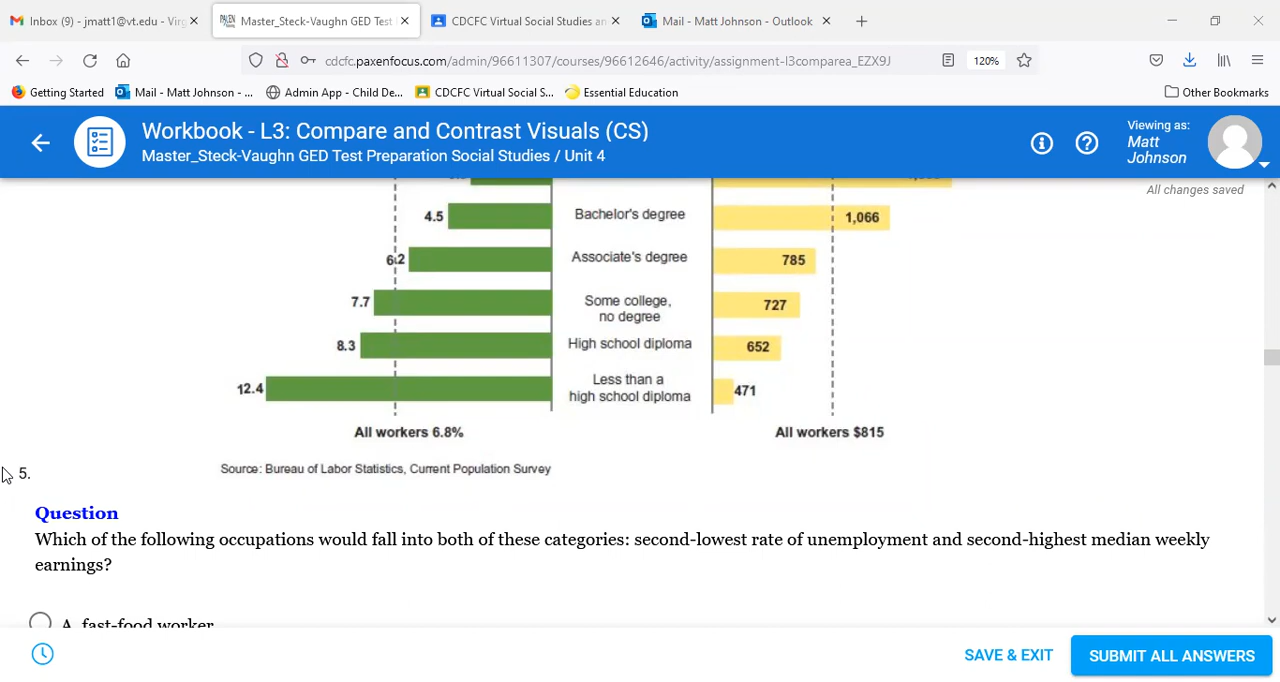 Inbox (9) - jmatt1@vt.edu - Virg
Master_Steck-Vaughn GED Test
CDCFC Virtual Social Studies an
Mail - Matt Johnson - Outlook
cdcfc.paxenfocus.com/admin/96611307/courses/96612646/activity/assignment-l3comparea_EZX9J
120%
Getting Started
Mail - Matt Johnson - ...
Admin App - Child De...
CDCFC Virtual Social S...
Essential Education
Other Bookmarks
Workbook - L3: Compare and Contrast Visuals (CS)
Master_Steck-Vaughn GED Test Preparation Social Studies / Unit 4
Viewing as:
Matt
Johnson
All changes saved
4.5 Bachelor's degree 1,066
6.2 Associate's degree 785
7.7 Some college, 727
no degree
8.3 High school diploma 652
12.4 Less than a 471
high school diploma
All workers 6.8% All workers $815
Source: Bureau of Labor Statistics, Current Population Survey
5.
Question
Which of the following occupations would fall into both of these categories: second-lowest rate of unemployment and second-highest median weekly
earnings?
A. fast-food worker
SAVE & EXIT
SUBMIT ALL ANSWERS